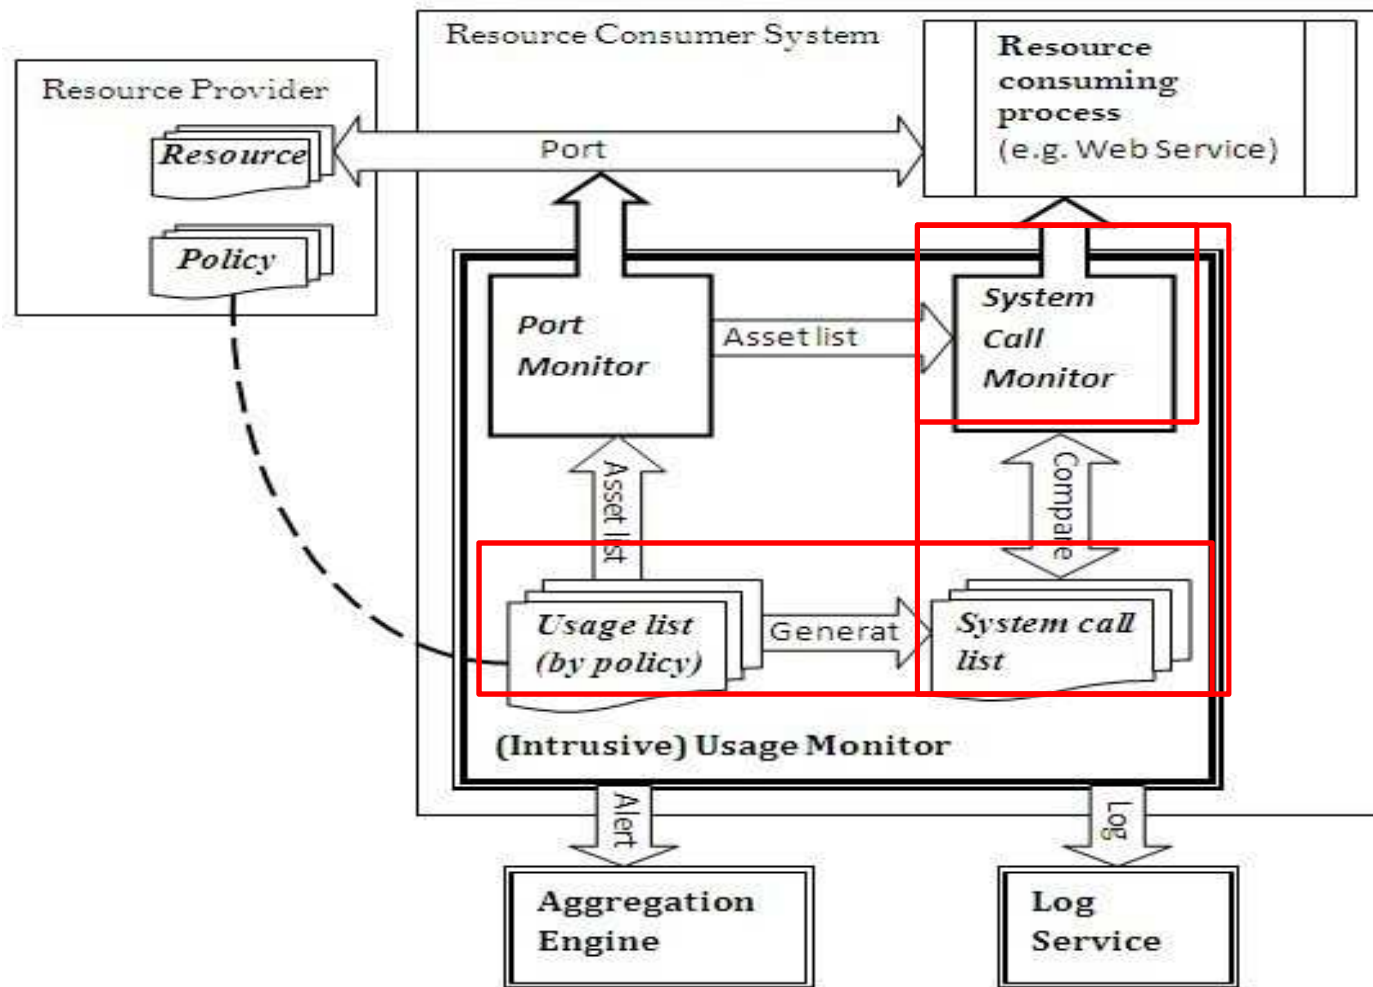 Resource Consumer System
Resource Provider
Resource
consuming
process
(e.g. Web Service)
Resource
Port
Policy
Port
Monitor
Asset list
System
Call
Monitor
Asset list
Compare
Usage list
(by policy)
Generat
System call
list
(Intrusive) Usage Monitor
Alert
Log
Aggregation
Engine
Log
Service